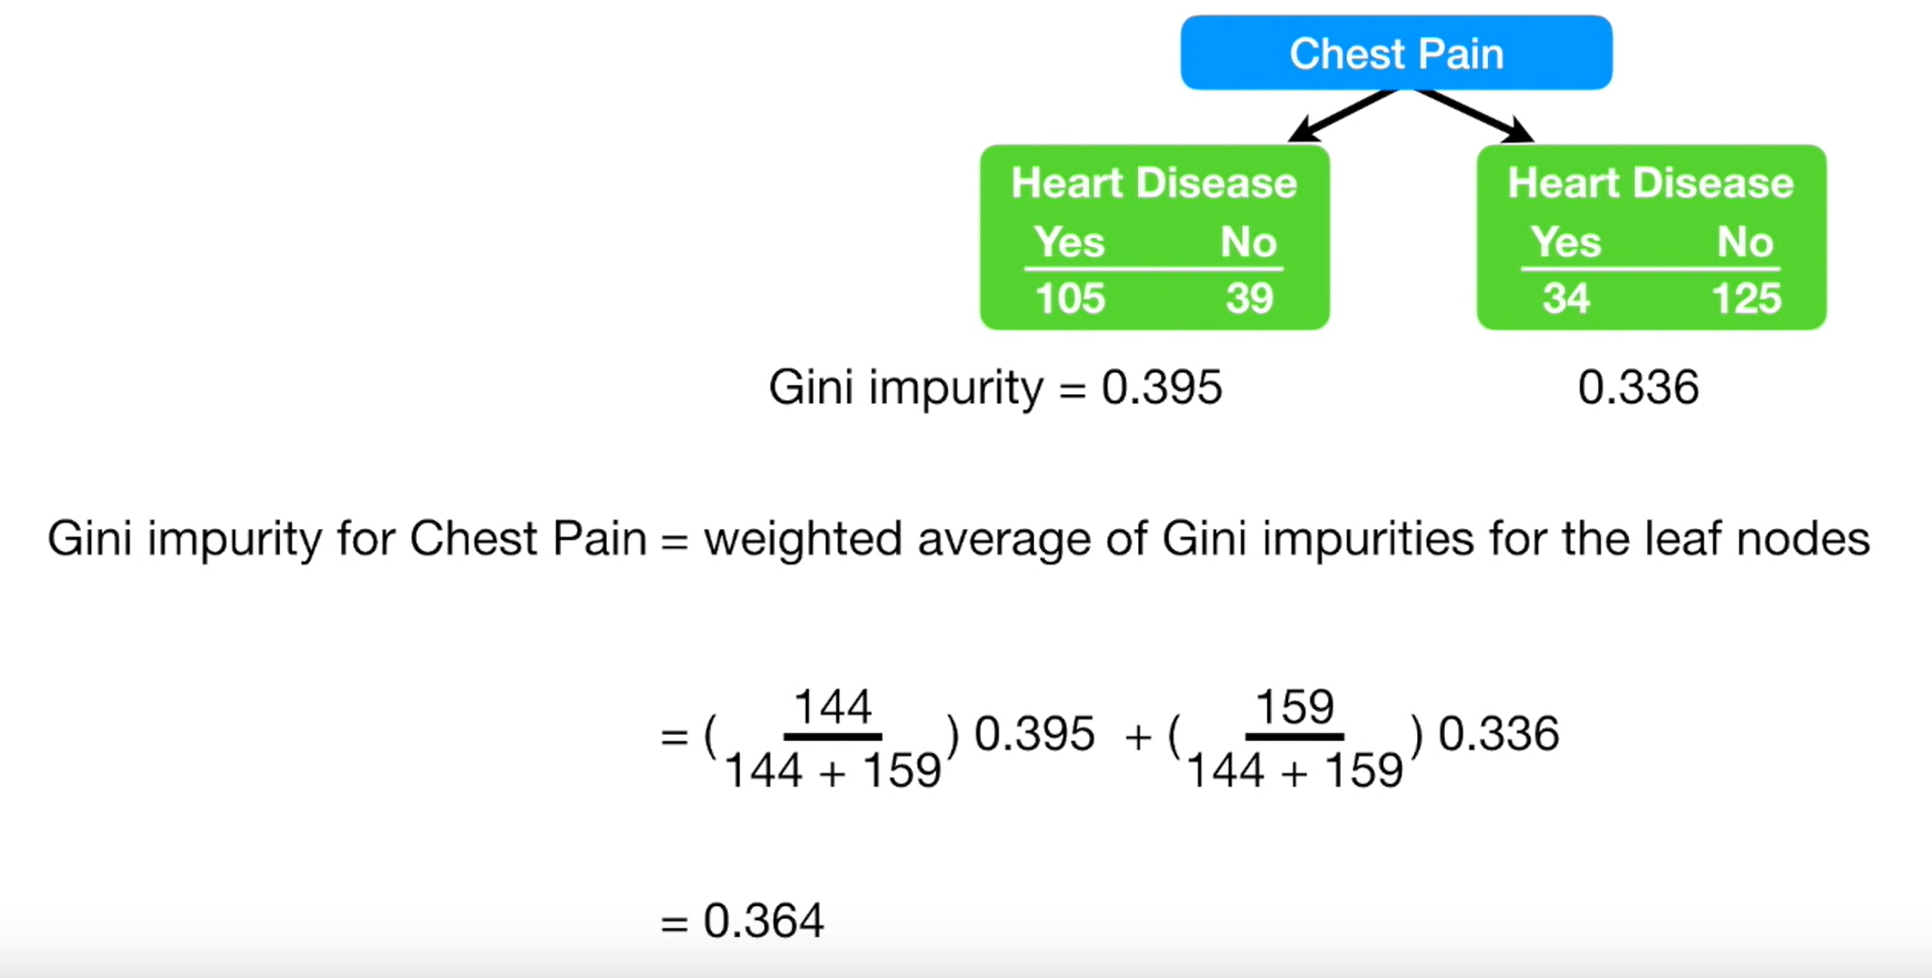 Chest Pain
Heart Disease
Yes No
105 39
Heart Disease
Yes No
34 125
Gini impurity = 0.395
0.336
Gini impurity for Chest Pain = weighted average of Gini impurities for the leaf nodes
= ( 144 / 144 + 159 ) 0.395 + ( 159 / 144 + 159 ) 0.336
= 0.364